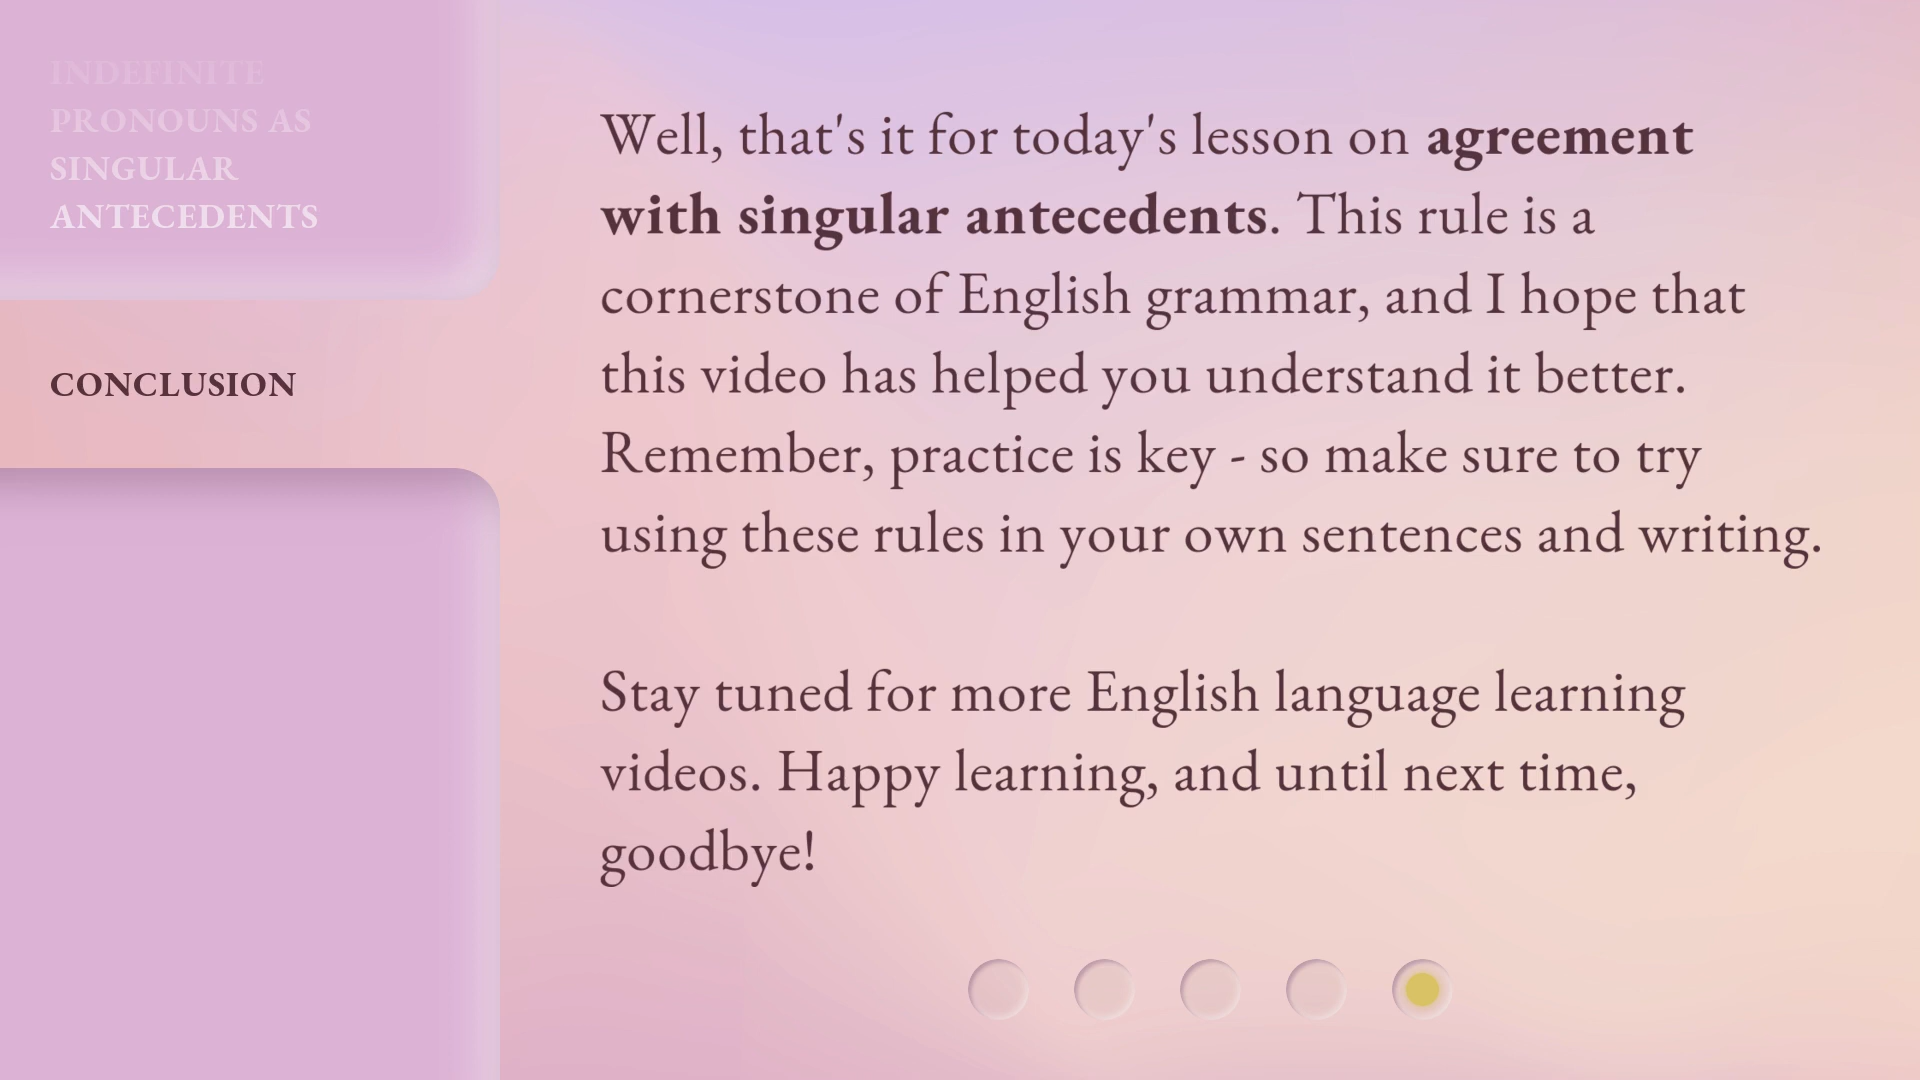 INDEFINITE
PRONOUNS AS
SINGULAR
ANTECEDENTS
CONCLUSION
Well, that's it for today's lesson on agreement
with singular antecedents. This rule is a
cornerstone of English grammar, and I hope that
this video has helped you understand it better.
Remember, practice is key - so make sure to try
using these rules in your own sentences and writing.
Stay tuned for more English language learning
videos. Happy learning, and until next time,
goodbye!